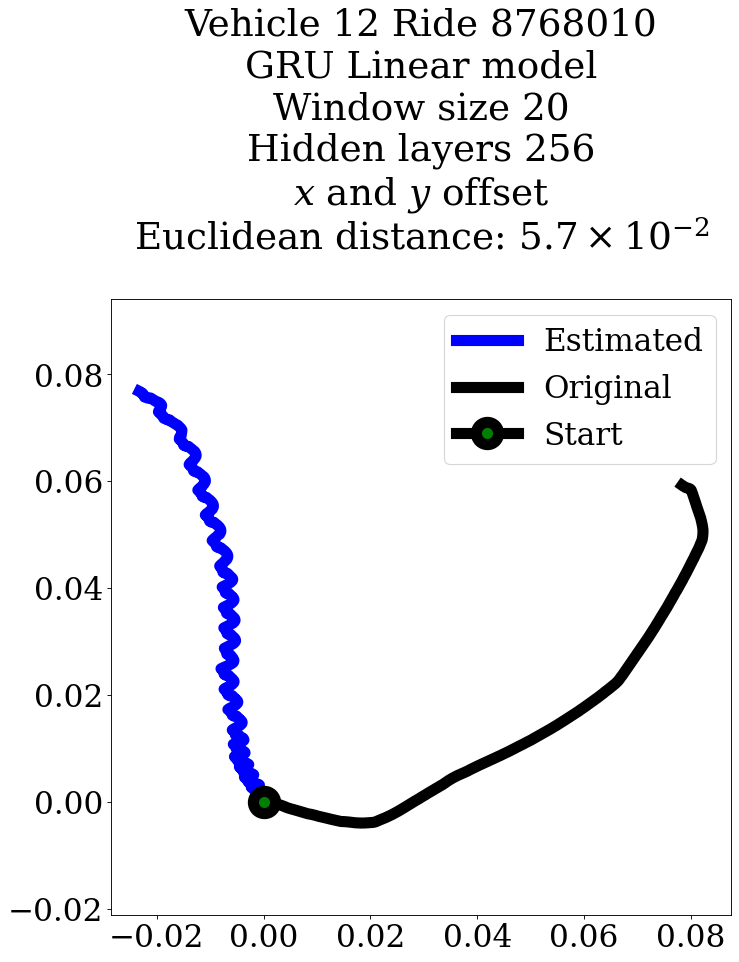 Vehicle 12 Ride 8768010
GRU Linear model
Window size 20
Hidden layers 256
x and y offset
Euclidean distance: 5.7 × 10⁻²
Estimated
Original
Start
0.08
0.06
0.04
0.02
0.00
−0.02
−0.02 0.00 0.02 0.04 0.06 0.08